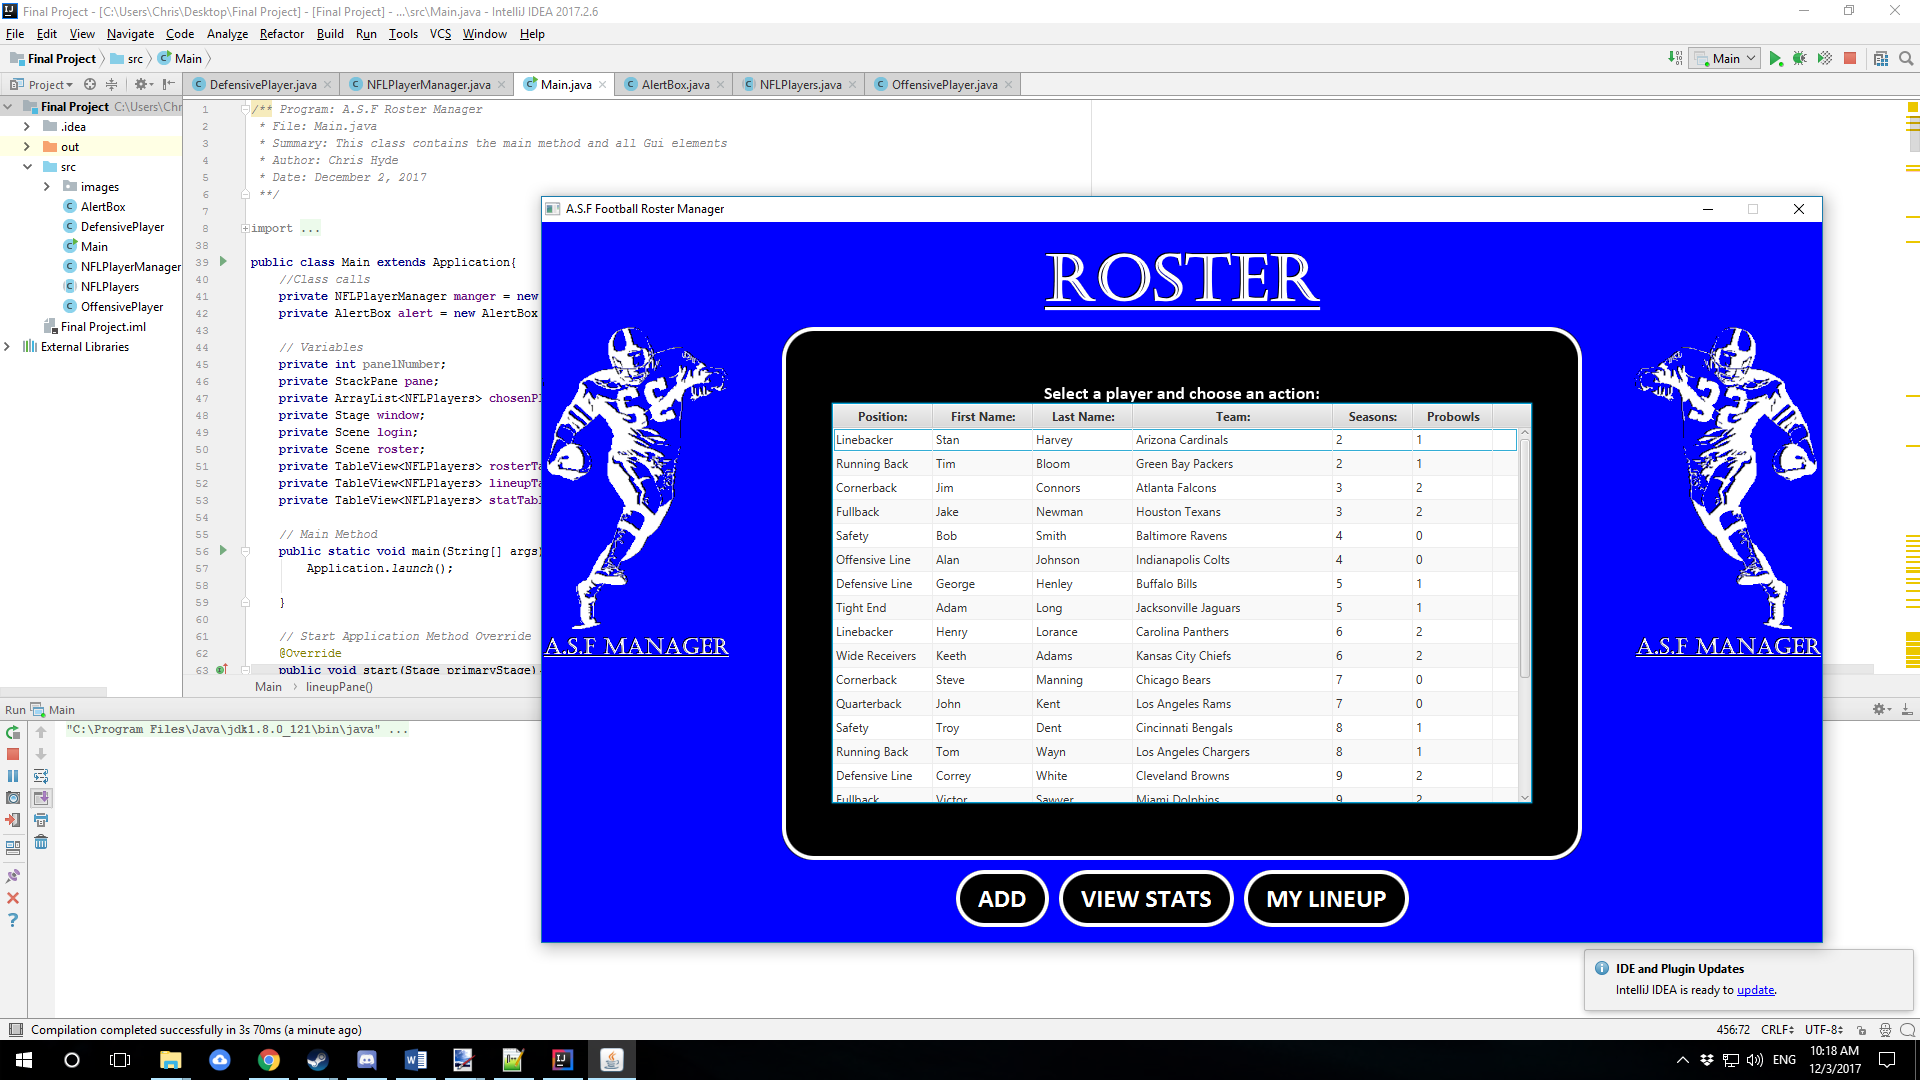 Final Project - [C:\Users\Chris\Desktop\Final Project] - [Final Project] - ...\src\Main.java - IntelliJ IDEA 2017.2.6
File Edit View Navigate Code Analyze Refactor Build Run Tools VCS Window Help
Final Project src Main
Main
Project
DefensivePlayer.java NFLPlayerManager.java Main.java AlertBox.java NFLPlayers.java OffensivePlayer.java
Final Project C:\Users\Chr
.idea
out
src
images
AlertBox
DefensivePlayer
Main
NFLPlayerManager
NFLPlayers
OffensivePlayer
Final Project.iml
External Libraries
1 /** Program: A.S.F Roster Manager
2 * File: Main.java
3 * Summary: This class contains the main method and all Gui elements
4 * Author: Chris Hyde
5 * Date: December 2, 2017
6 **/
7
8 import ...
38
39 public class Main extends Application{
40 //Class calls
41 private NFLPlayerManager manger = new
42 private AlertBox alert = new AlertBox
43
44 // Variables
45 private int panelNumber;
46 private StackPane pane;
47 private ArrayList<NFLPlayers> chosenPl
48 private Stage window;
49 private Scene login;
50 private Scene roster;
51 private TableView<NFLPlayers> rosterTa
52 private TableView<NFLPlayers> lineupTa
53 private TableView<NFLPlayers> statTabl
54
55 // Main Method
56 public static void main(String[] args)
57 Application.launch();
58
59 }
60
61 // Start Application Method Override
62 @Override
63 public void start(Stage primaryStage)
Main lineupPane()
A.S.F Football Roster Manager
ROSTER
Select a player and choose an action:
Position: First Name: Last Name: Team: Seasons: Probowls
Linebacker Stan Harvey Arizona Cardinals 2 1
Running Back Tim Bloom Green Bay Packers 2 1
Cornerback Jim Connors Atlanta Falcons 3 2
Fullback Jake Newman Houston Texans 3 2
Safety Bob Smith Baltimore Ravens 4 0
Offensive Line Alan Johnson Indianapolis Colts 4 0
Defensive Line George Henley Buffalo Bills 5 1
Tight End Adam Long Jacksonville Jaguars 5 1
Linebacker Henry Lorance Carolina Panthers 6 2
Wide Receivers Keeth Adams Kansas City Chiefs 6 2
Cornerback Steve Manning Chicago Bears 7 0
Quarterback John Kent Los Angeles Rams 7 0
Safety Troy Dent Cincinnati Bengals 8 1
Running Back Tom Wayn Los Angeles Chargers 8 1
Defensive Line Correy White Cleveland Browns 9 2
Fullback Victor Sawyer Miami Dolphins 9 2
A.S.F MANAGER
A.S.F MANAGER
ADD VIEW STATS MY LINEUP
Run Main
"C:\Program Files\Java\jdk1.8.0_121\bin\java" ...
IDE and Plugin Updates
IntelliJ IDEA is ready to update.
Compilation completed successfully in 3s 70ms (a minute ago)
456:72 CRLF UTF-8
ENG
10:18 AM
12/3/2017